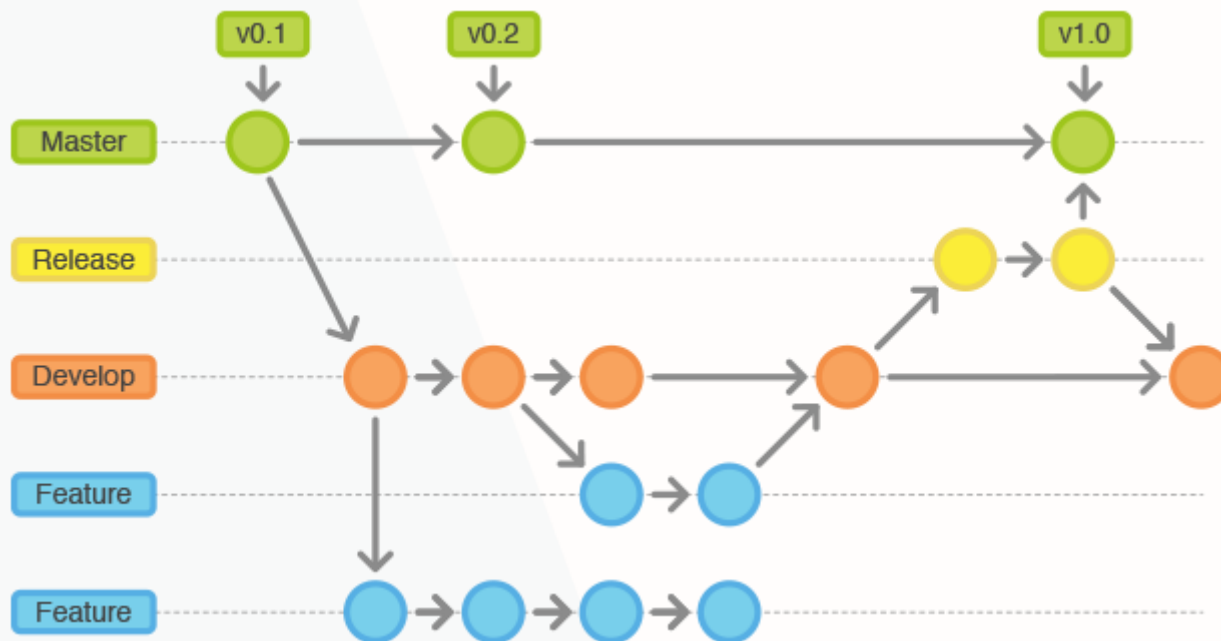 v0.1
v0.2
v1.0
Master
Release
Develop
Feature
Feature